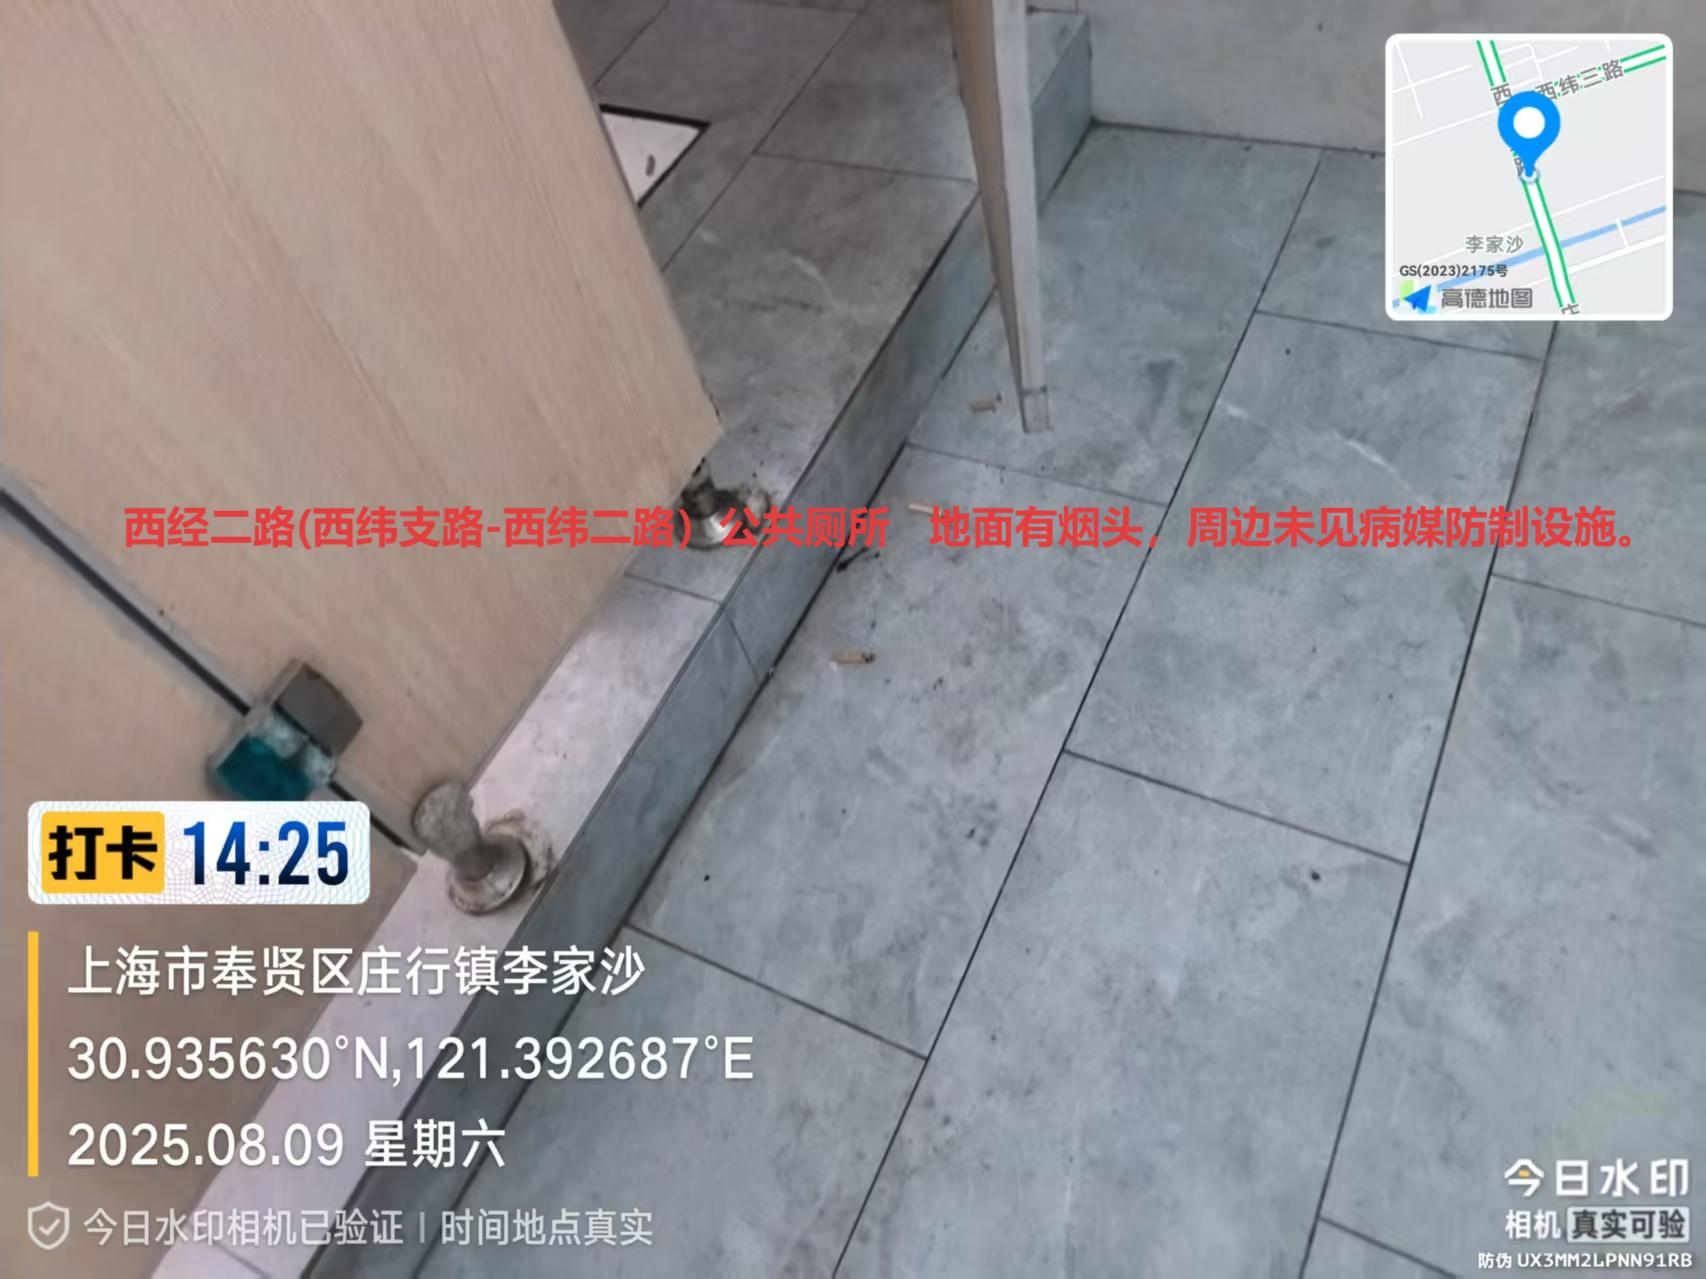 西纬三路
西
路
李家沙
GS(2023)2175号
高德地图
西经二路(西纬支路-西纬二路）公共厕所　地面有烟头，周边未见病媒防制设施。
打卡 14:25
上海市奉贤区庄行镇李家沙
30.935630°N,121.392687°E
2025.08.09 星期六
今日水印相机已验证 | 时间地点真实
今日水印
相机 真实可验
防伪 UX3MM2LPNN91RB